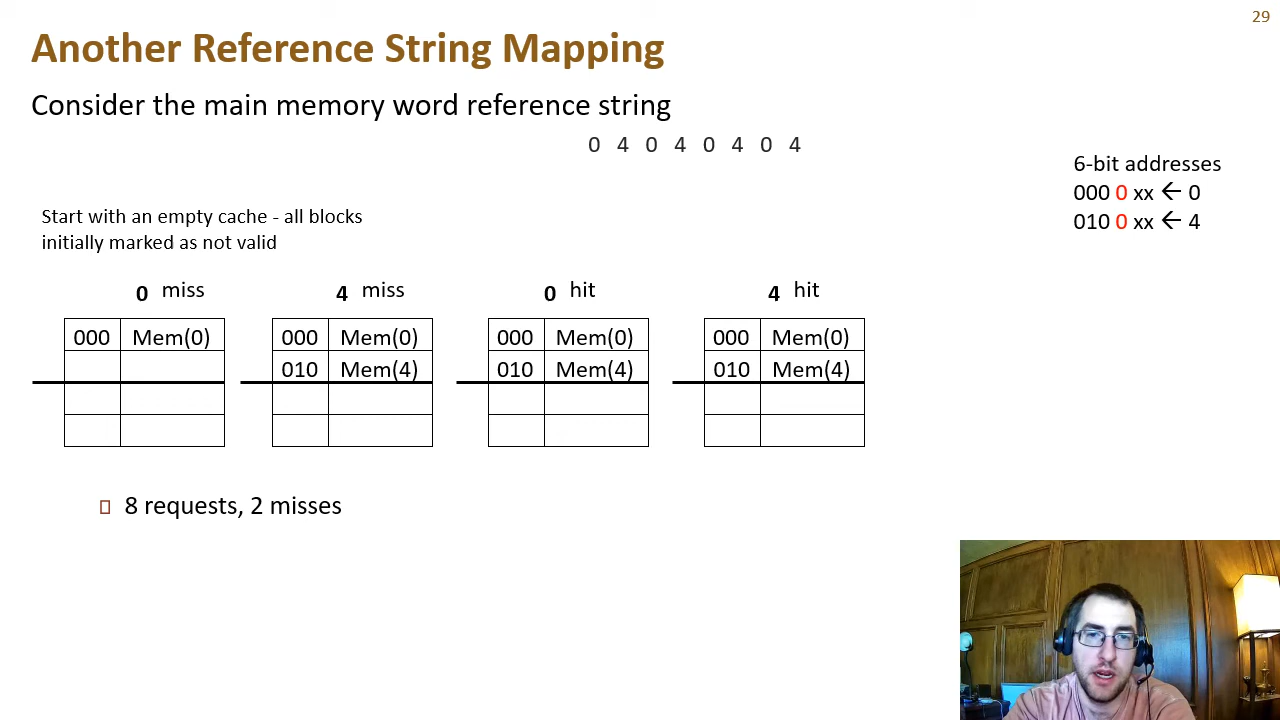 29
Another Reference String Mapping
Consider the main memory word reference string
0 4 0 4 0 4 0 4
6-bit addresses
000 0 xx ← 0
010 0 xx ← 4
Start with an empty cache - all blocks
initially marked as not valid
0 miss 4 miss 0 hit 4 hit
000 Mem(0) 000 Mem(0) 000 Mem(0) 000 Mem(0)
010 Mem(4) 010 Mem(4) 010 Mem(4)
8 requests, 2 misses